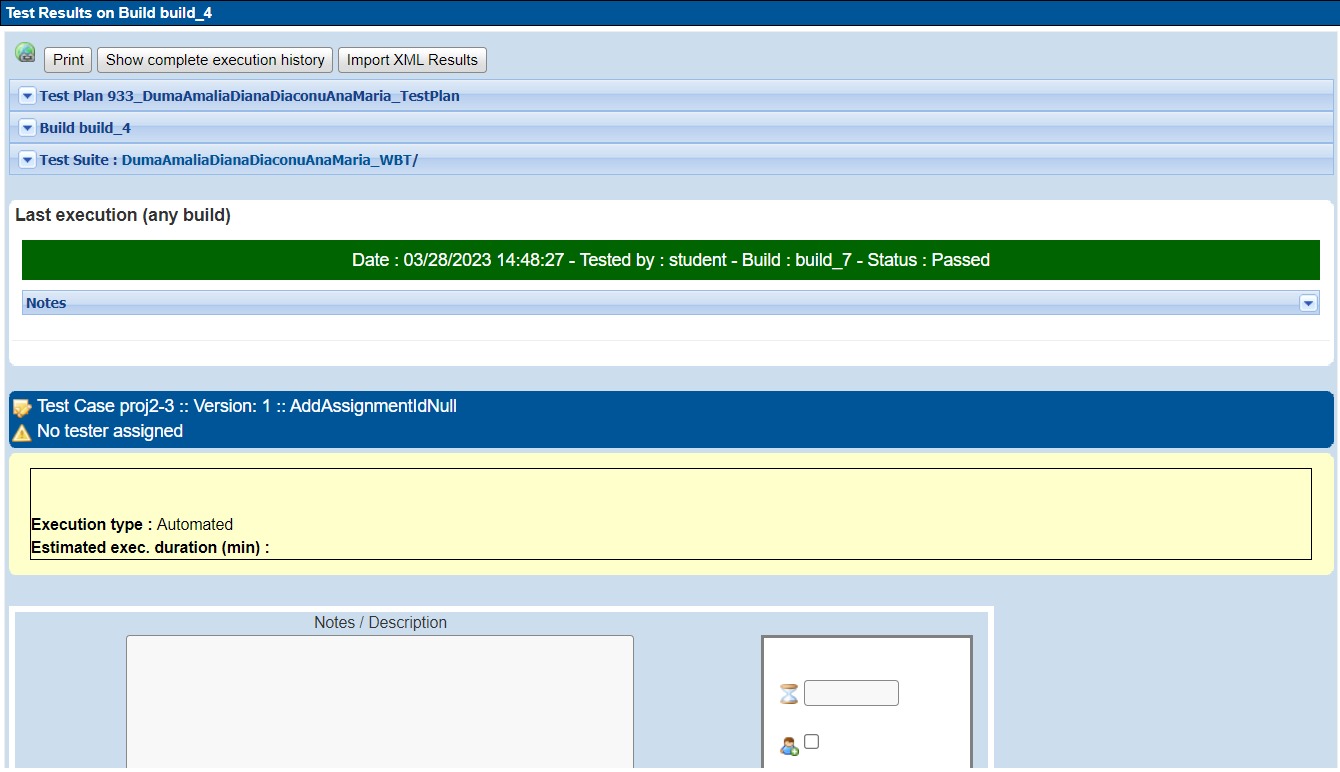 Test Results on Build build_4
Print Show complete execution history Import XML Results
Test Plan 933_DumaAmaliaDianaDiaconuAnaMaria_TestPlan
Build build_4
Test Suite : DumaAmaliaDianaDiaconuAnaMaria_WBT/
Last execution (any build)
Date : 03/28/2023 14:48:27 - Tested by : student - Build : build_7 - Status : Passed
Notes
Test Case proj2-3 :: Version: 1 :: AddAssignmentIdNull
No tester assigned
Execution type : Automated
Estimated exec. duration (min) :
Notes / Description